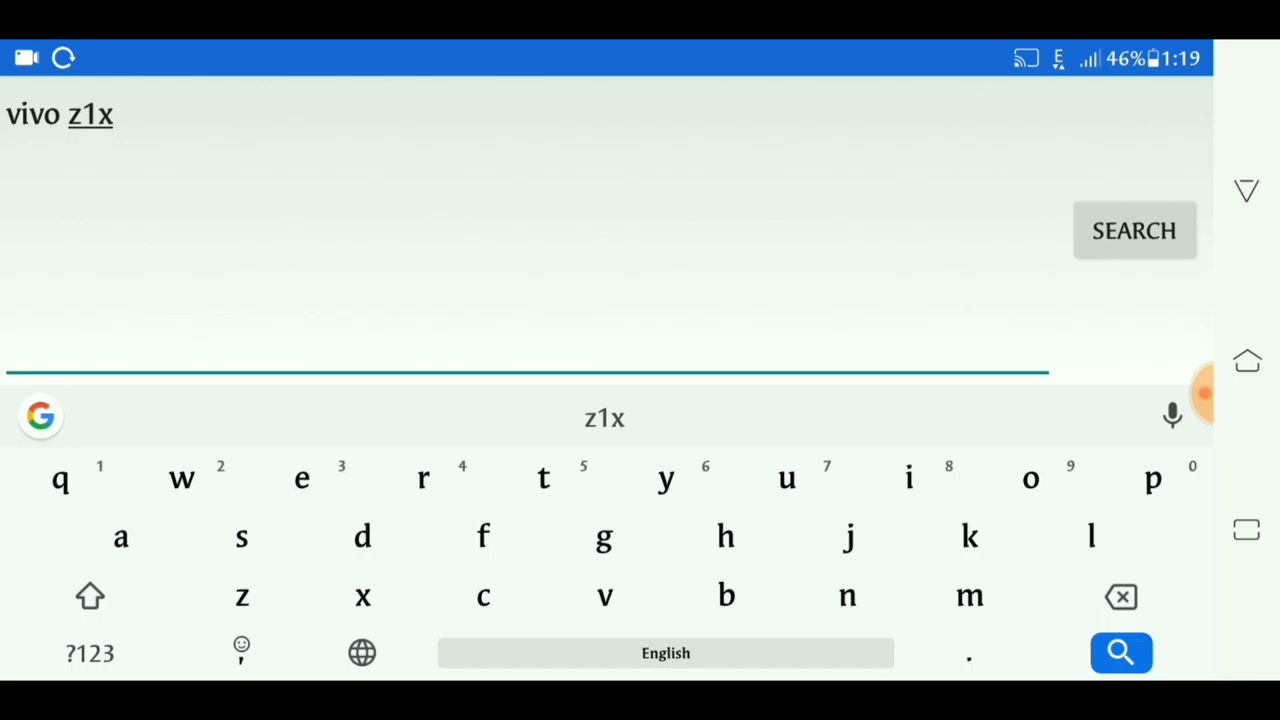 E 46% 1:19
vivo z1x
SEARCH
z1x
q 1 w 2 e 3 r 4 t 5 y 6 u 7 i 8 o 9 p 0
a s d f g h j k l
z x c v b n m
?123 , English .